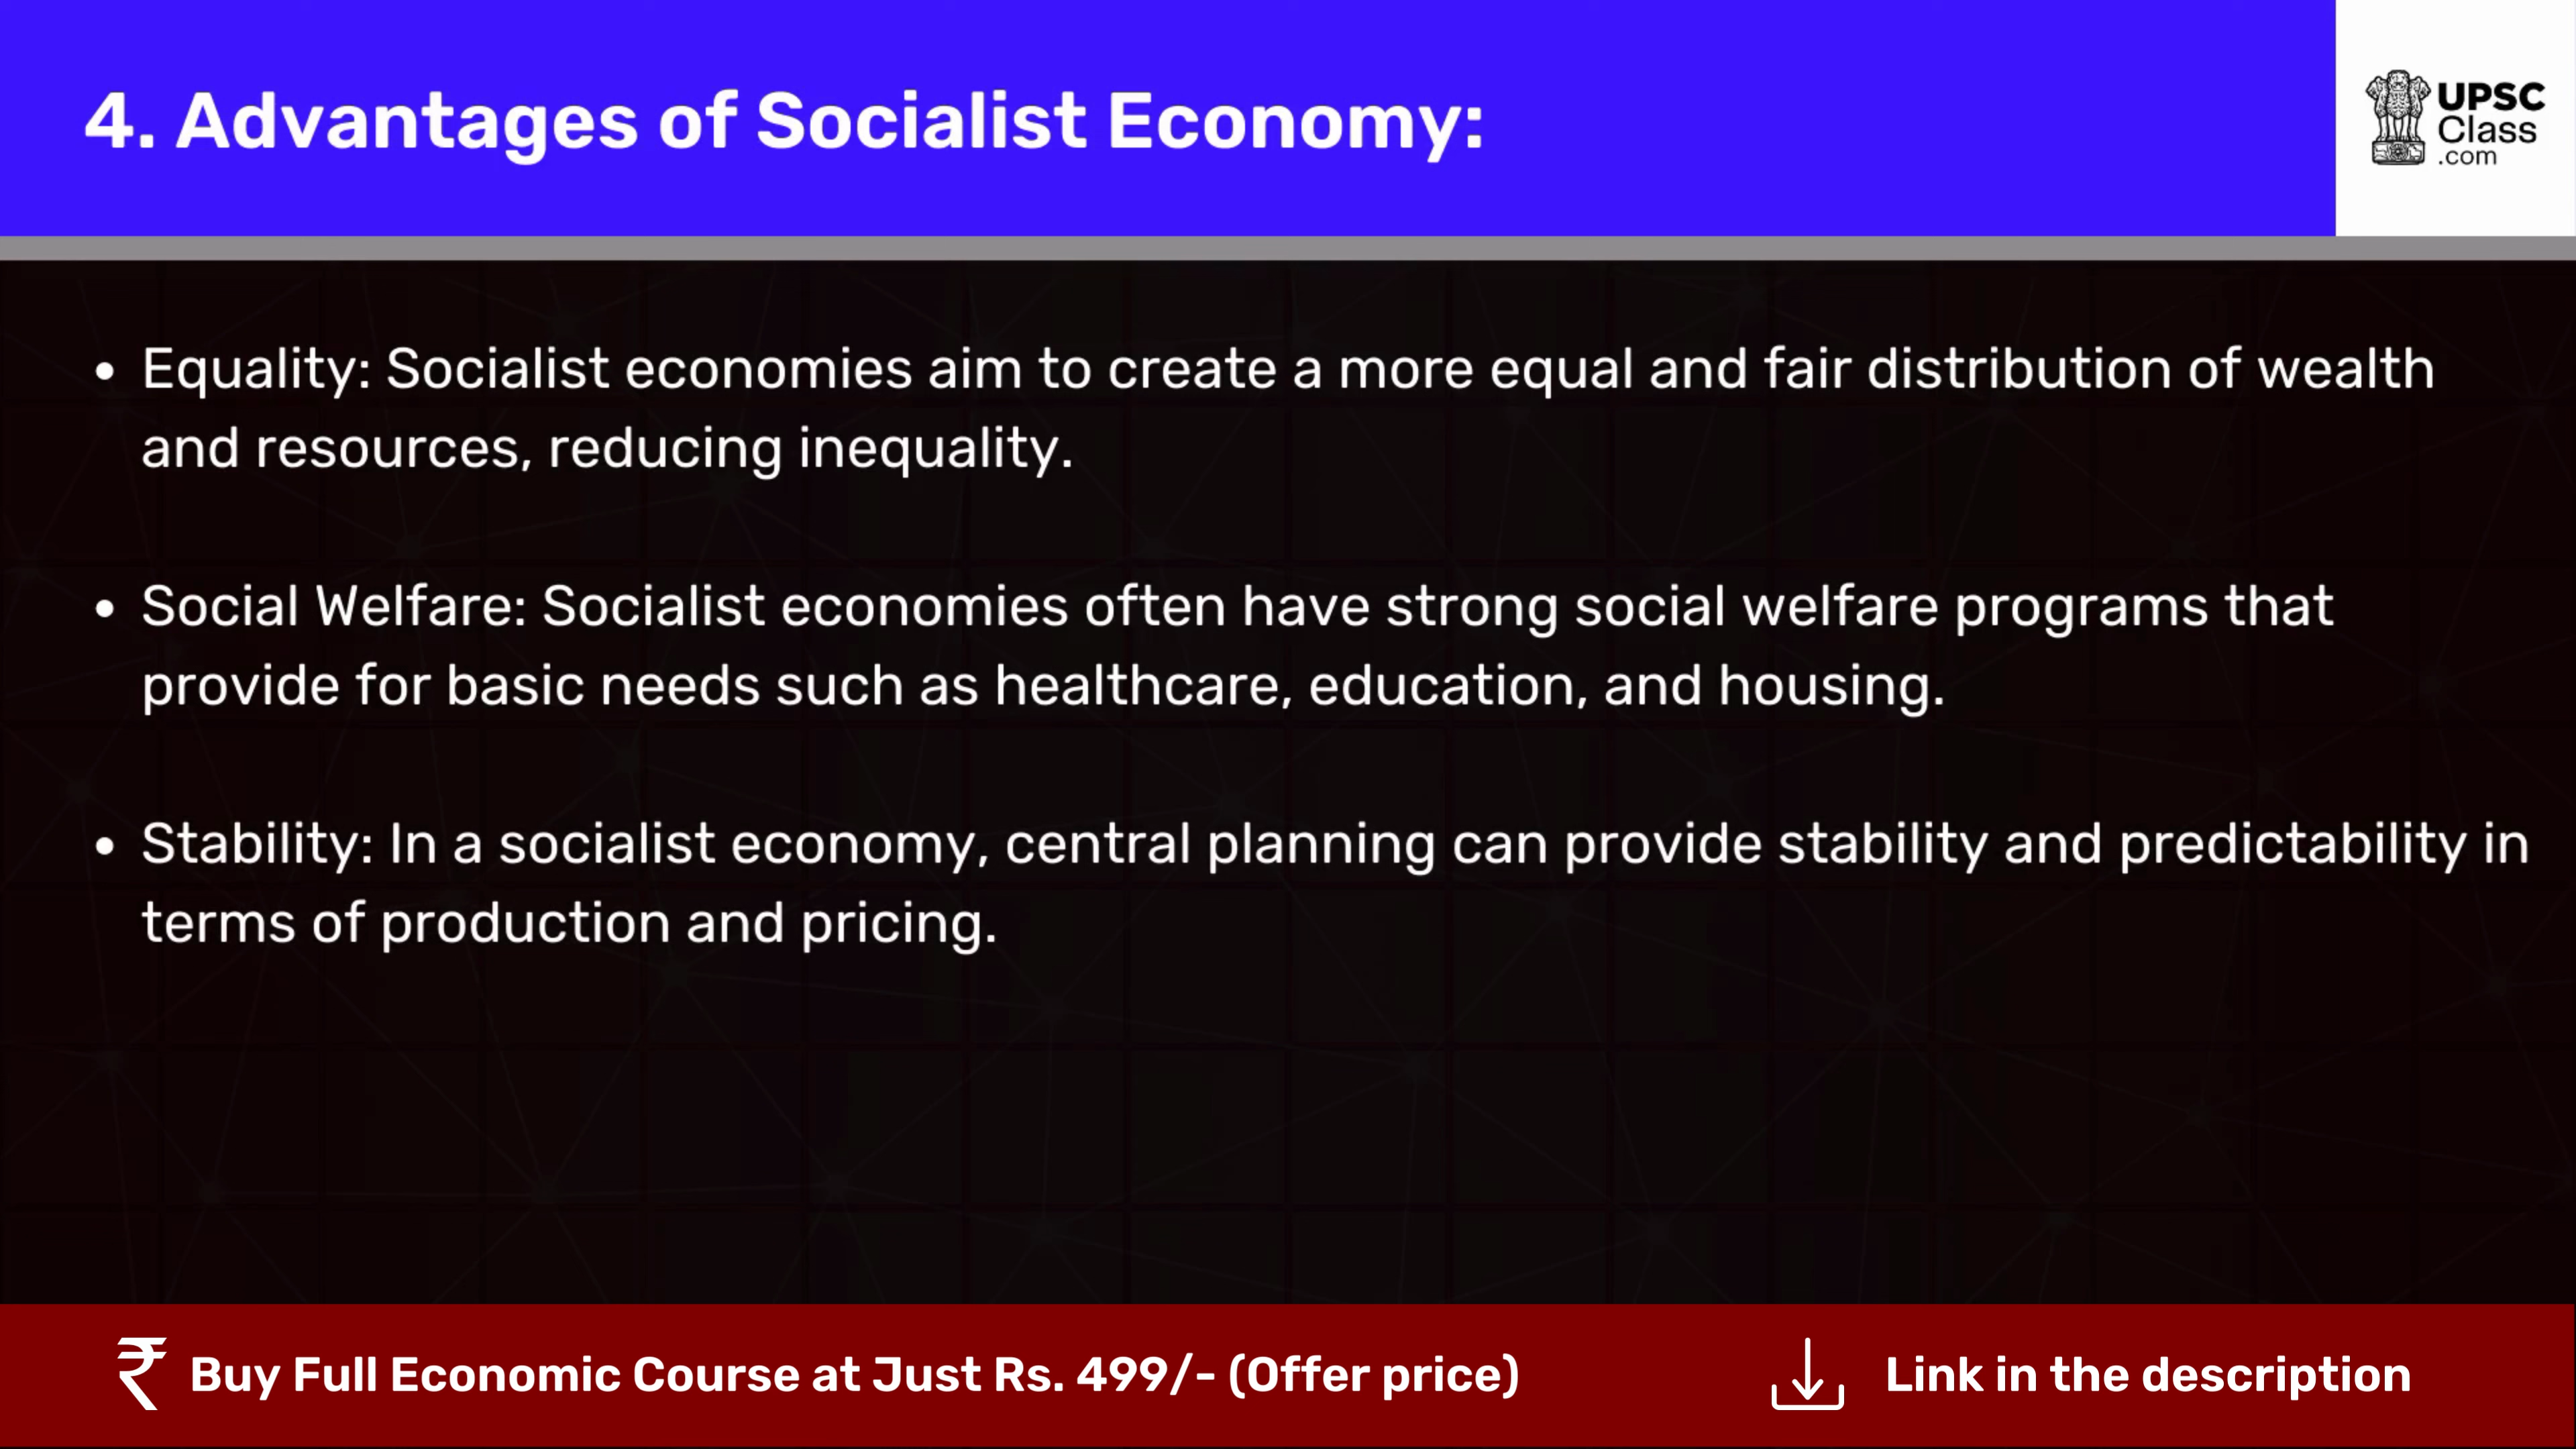 4. Advantages of Socialist Economy:
UPSC
Class
.com
• Equality: Socialist economies aim to create a more equal and fair distribution of wealth
and resources, reducing inequality.
• Social Welfare: Socialist economies often have strong social welfare programs that
provide for basic needs such as healthcare, education, and housing.
• Stability: In a socialist economy, central planning can provide stability and predictability in
terms of production and pricing.
₹ Buy Full Economic Course at Just Rs. 499/- (Offer price)
Link in the description